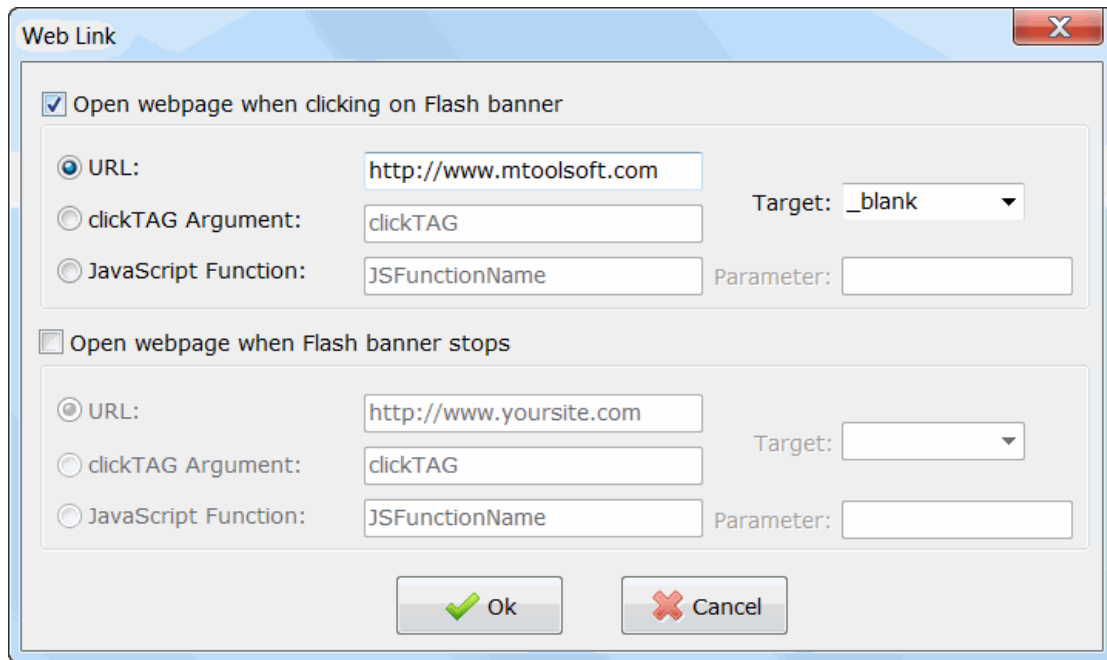 Web Link
Open webpage when clicking on Flash banner
URL: http://www.mtoolsoft.com
Target: _blank
clickTAG Argument: clickTAG
JavaScript Function: JSFunctionName Parameter:
Open webpage when Flash banner stops
URL: http://www.yoursite.com
Target:
clickTAG Argument: clickTAG
JavaScript Function: JSFunctionName Parameter:
Ok Cancel